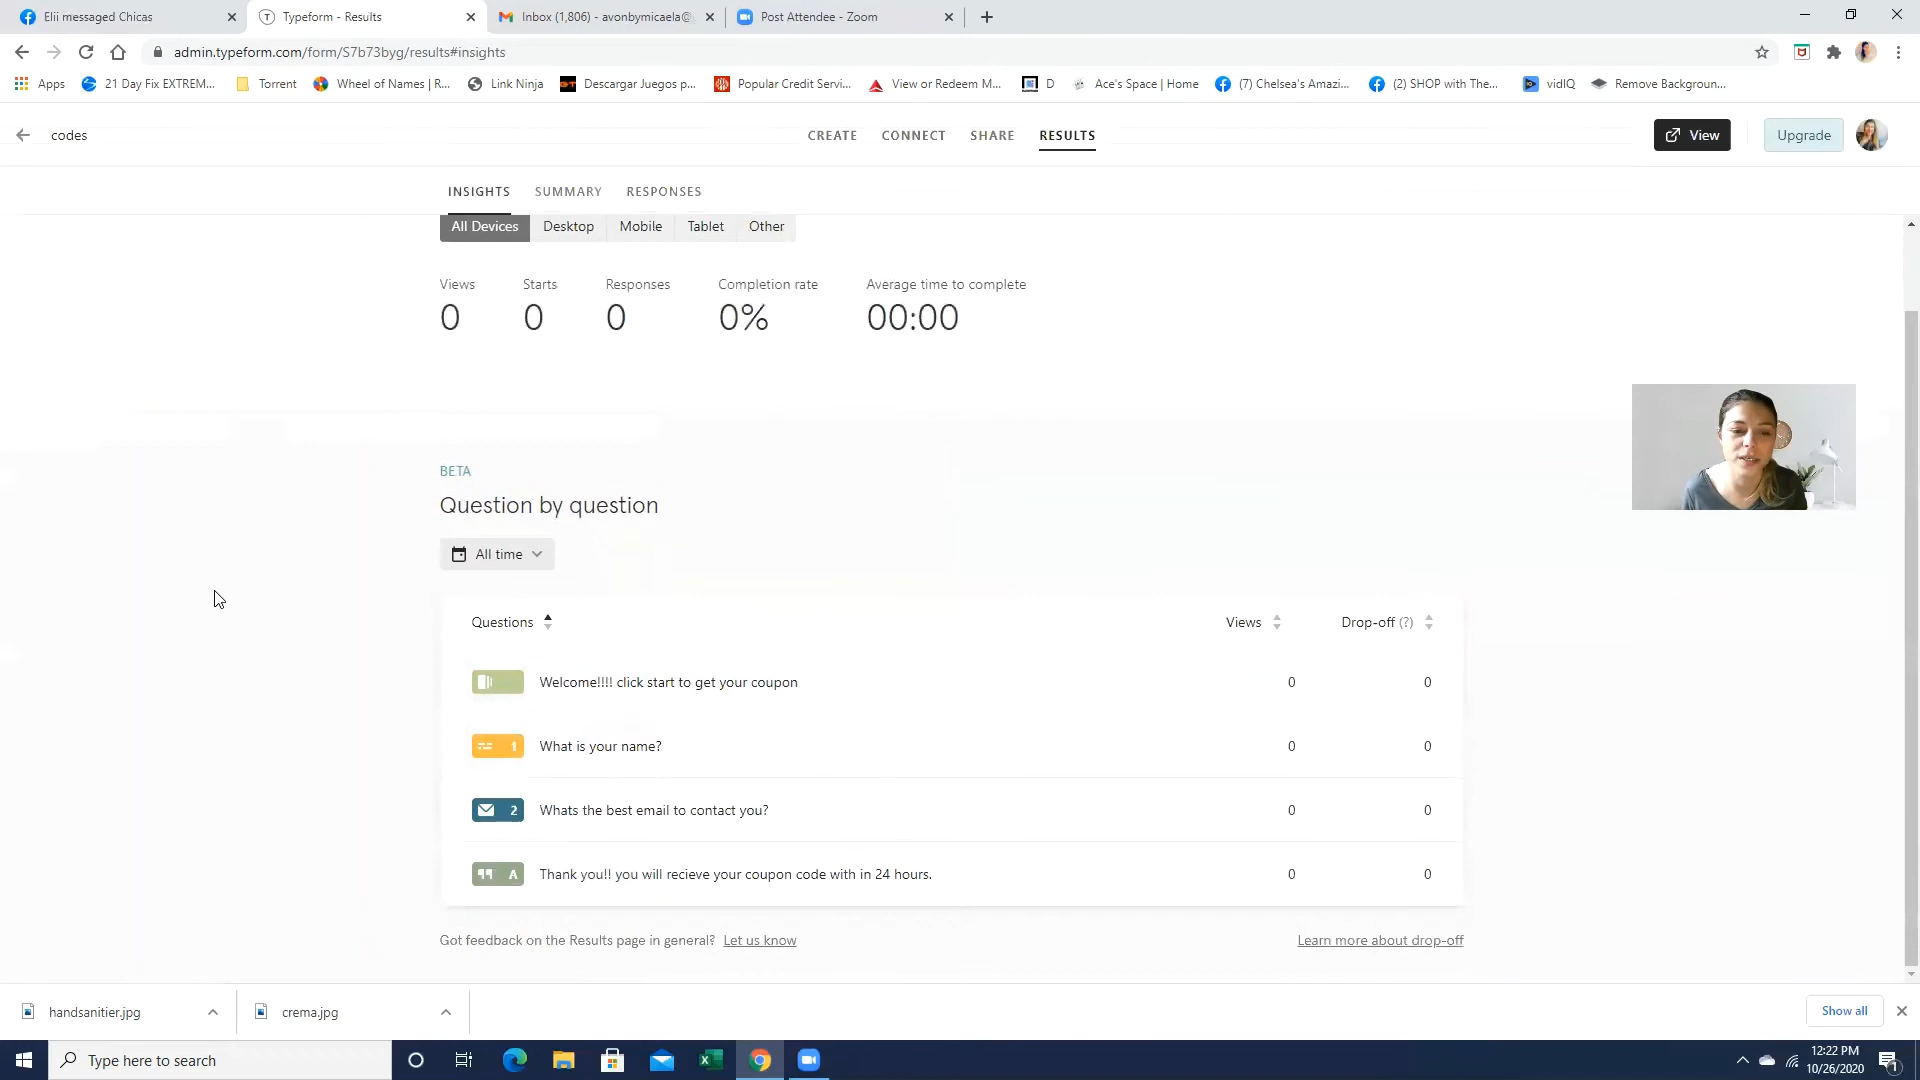 Elii messaged Chicas
Typeform - Results
Inbox (1,806) - avonbymicaela@
Post Attendee - Zoom
admin.typeform.com/form/S7b73byg/results#insights
Apps
21 Day Fix EXTREM...
Torrent
Wheel of Names | R...
Link Ninja
Descargar Juegos p...
Popular Credit Servi...
View or Redeem M...
D
Ace's Space | Home
(7) Chelsea's Amazi...
(2) SHOP with The...
vidIQ
Remove Backgroun...
codes
CREATE
CONNECT
SHARE
RESULTS
View
Upgrade
INSIGHTS
SUMMARY
RESPONSES
All Devices
Desktop
Mobile
Tablet
Other
Views
Starts
Responses
Completion rate
Average time to complete
0
0
0
0%
00:00
BETA
Question by question
All time
Questions
Views
Drop-off (?)
Welcome!!!! click start to get your coupon
0
0
1
What is your name?
0
0
2
Whats the best email to contact you?
0
0
A
Thank you!! you will recieve your coupon code with in 24 hours.
0
0
Got feedback on the Results page in general? Let us know
Learn more about drop-off
handsanitier.jpg
crema.jpg
Show all
Type here to search
12:22 PM
10/26/2020
1